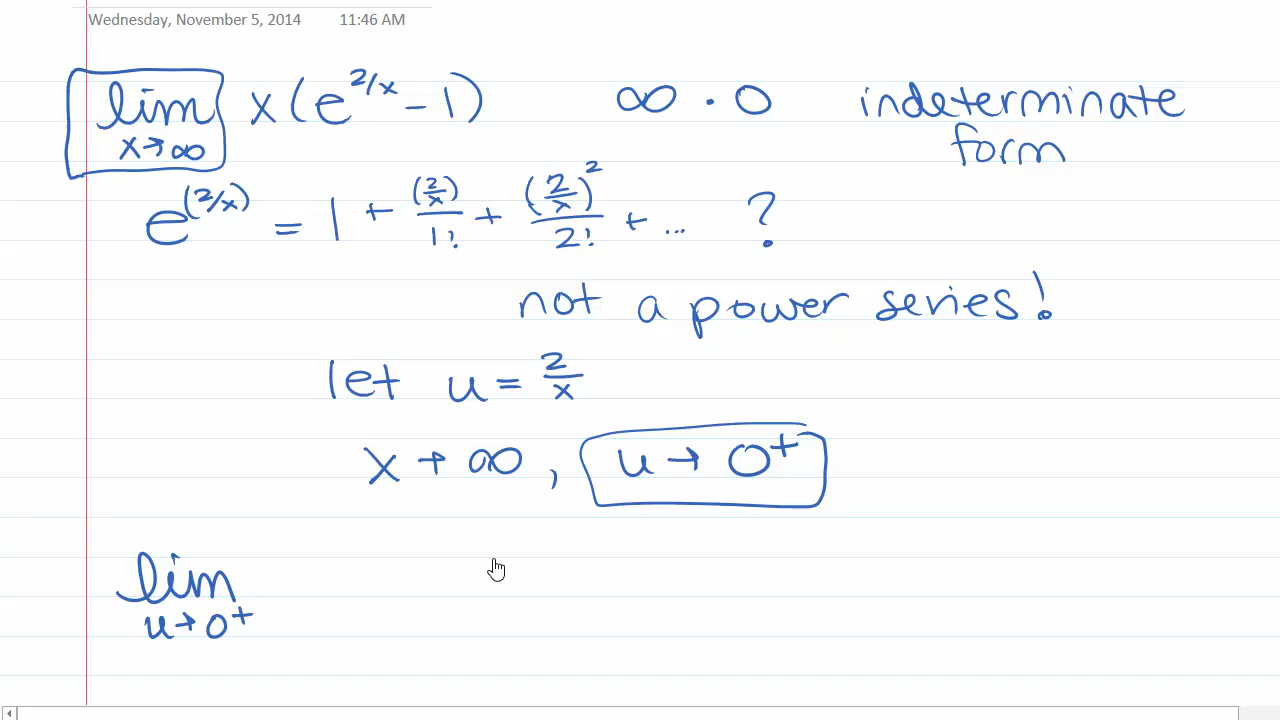 Wednesday, November 5, 2014 11:46 AM
lim x→∞ x(e^(2/x) − 1) ∞ · 0 indeterminate form
e^(2/x) = 1 + (2/x)/1! + (2/x)^2/2! + ... ?
not a power series!
let u = 2/x
x → ∞, u → 0+
lim u→0+